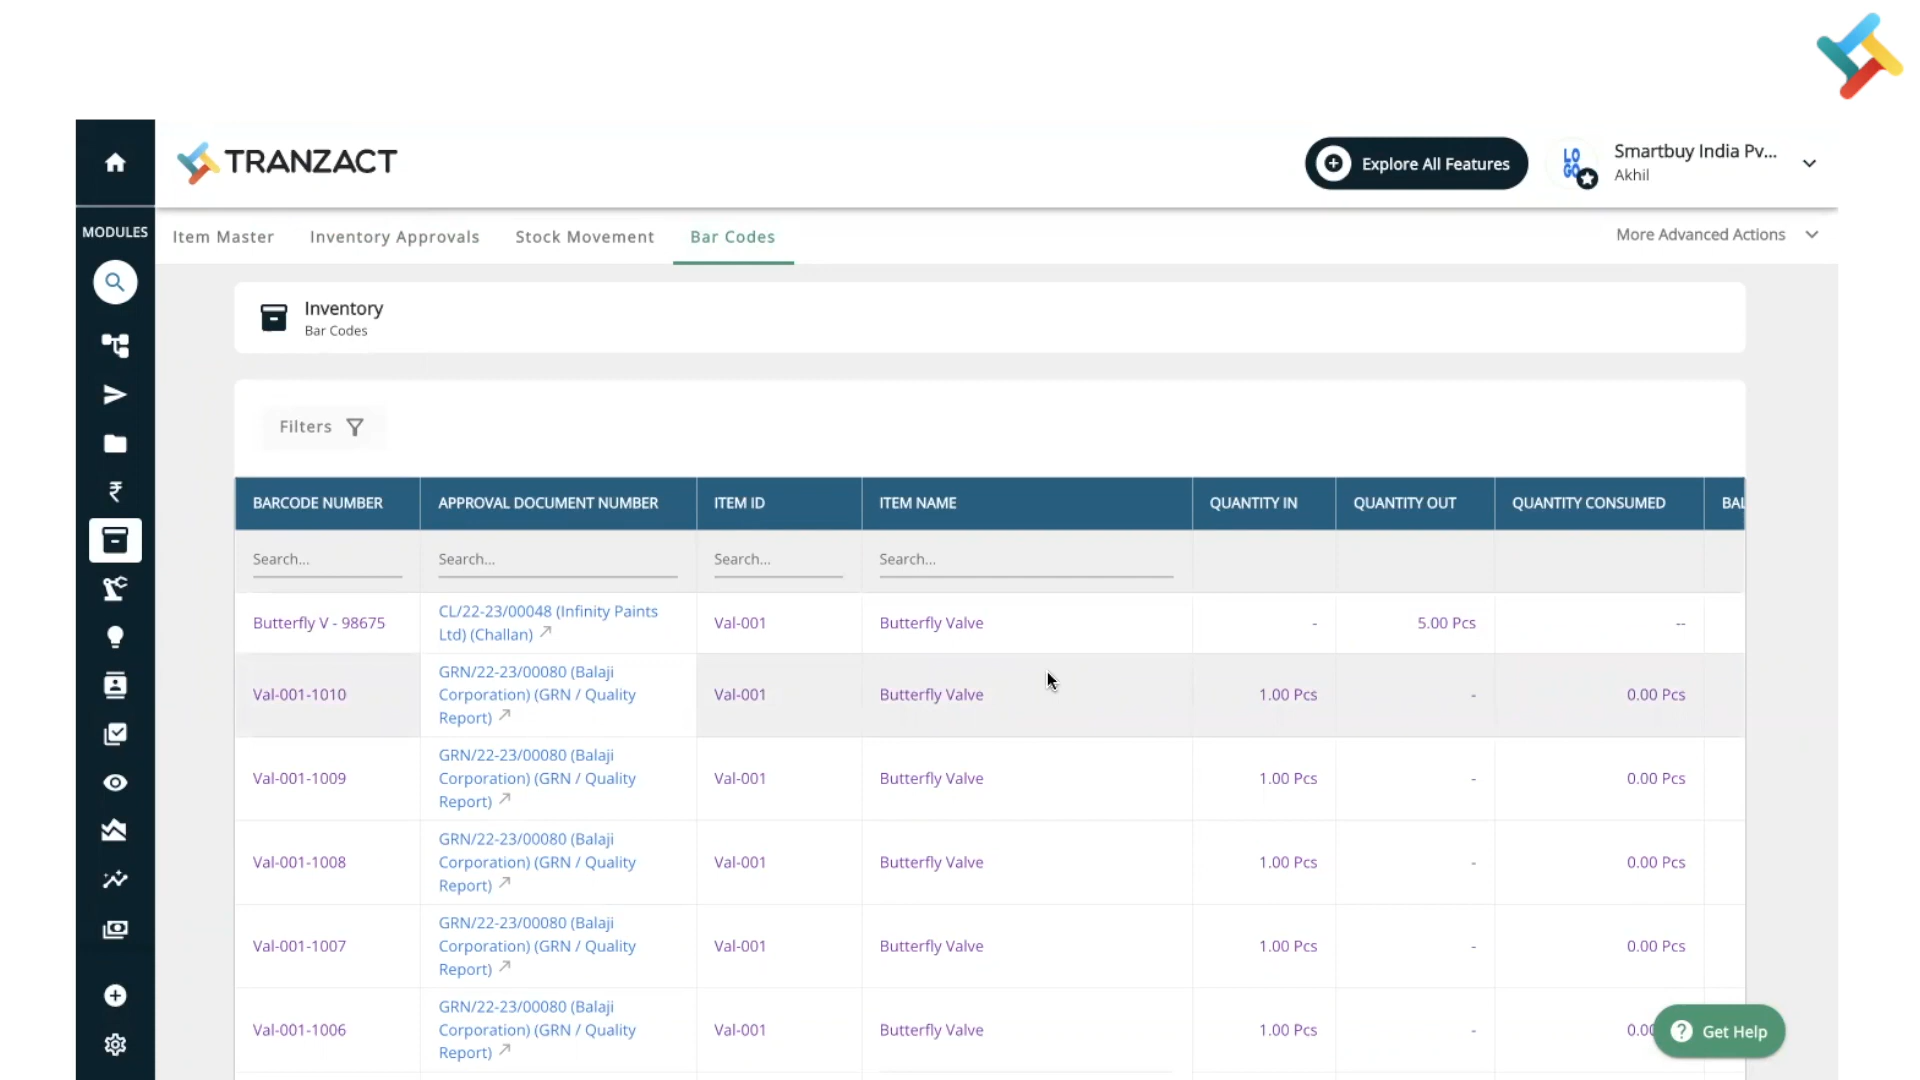 TRANZACT
Explore All Features
LO
GO
Smartbuy India Pv...
Akhil
MODULES
Item Master Inventory Approvals Stock Movement Bar Codes More Advanced Actions
Inventory
Bar Codes
Filters
BARCODE NUMBER APPROVAL DOCUMENT NUMBER ITEM ID ITEM NAME QUANTITY IN QUANTITY OUT QUANTITY CONSUMED
Search... Search... Search... Search...
Butterfly V - 98675 CL/22-23/00048 (Infinity Paints
Ltd) (Challan) Val-001 Butterfly Valve - 5.00 Pcs --
Val-001-1010 GRN/22-23/00080 (Balaji
Corporation) (GRN / Quality
Report) Val-001 Butterfly Valve 1.00 Pcs - 0.00 Pcs
Val-001-1009 GRN/22-23/00080 (Balaji
Corporation) (GRN / Quality
Report) Val-001 Butterfly Valve 1.00 Pcs - 0.00 Pcs
Val-001-1008 GRN/22-23/00080 (Balaji
Corporation) (GRN / Quality
Report) Val-001 Butterfly Valve 1.00 Pcs - 0.00 Pcs
Val-001-1007 GRN/22-23/00080 (Balaji
Corporation) (GRN / Quality
Report) Val-001 Butterfly Valve 1.00 Pcs - 0.00 Pcs
Val-001-1006 GRN/22-23/00080 (Balaji
Corporation) (GRN / Quality
Report) Val-001 Butterfly Valve 1.00 Pcs -
Get Help